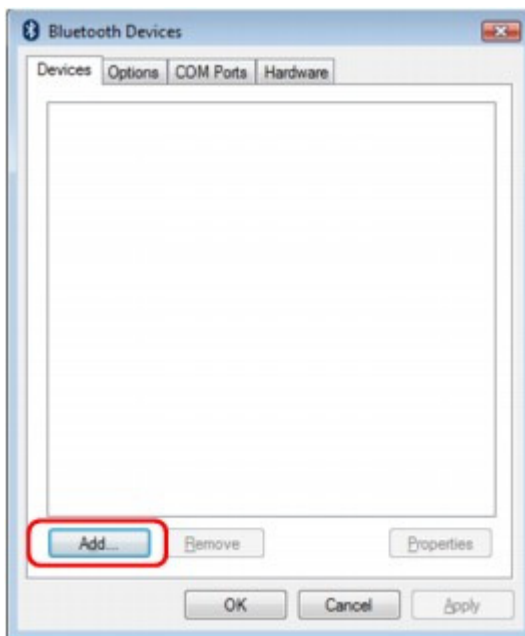 Bluetooth Devices
Devices Options COM Ports Hardware
Add... Remove Properties
OK Cancel Apply